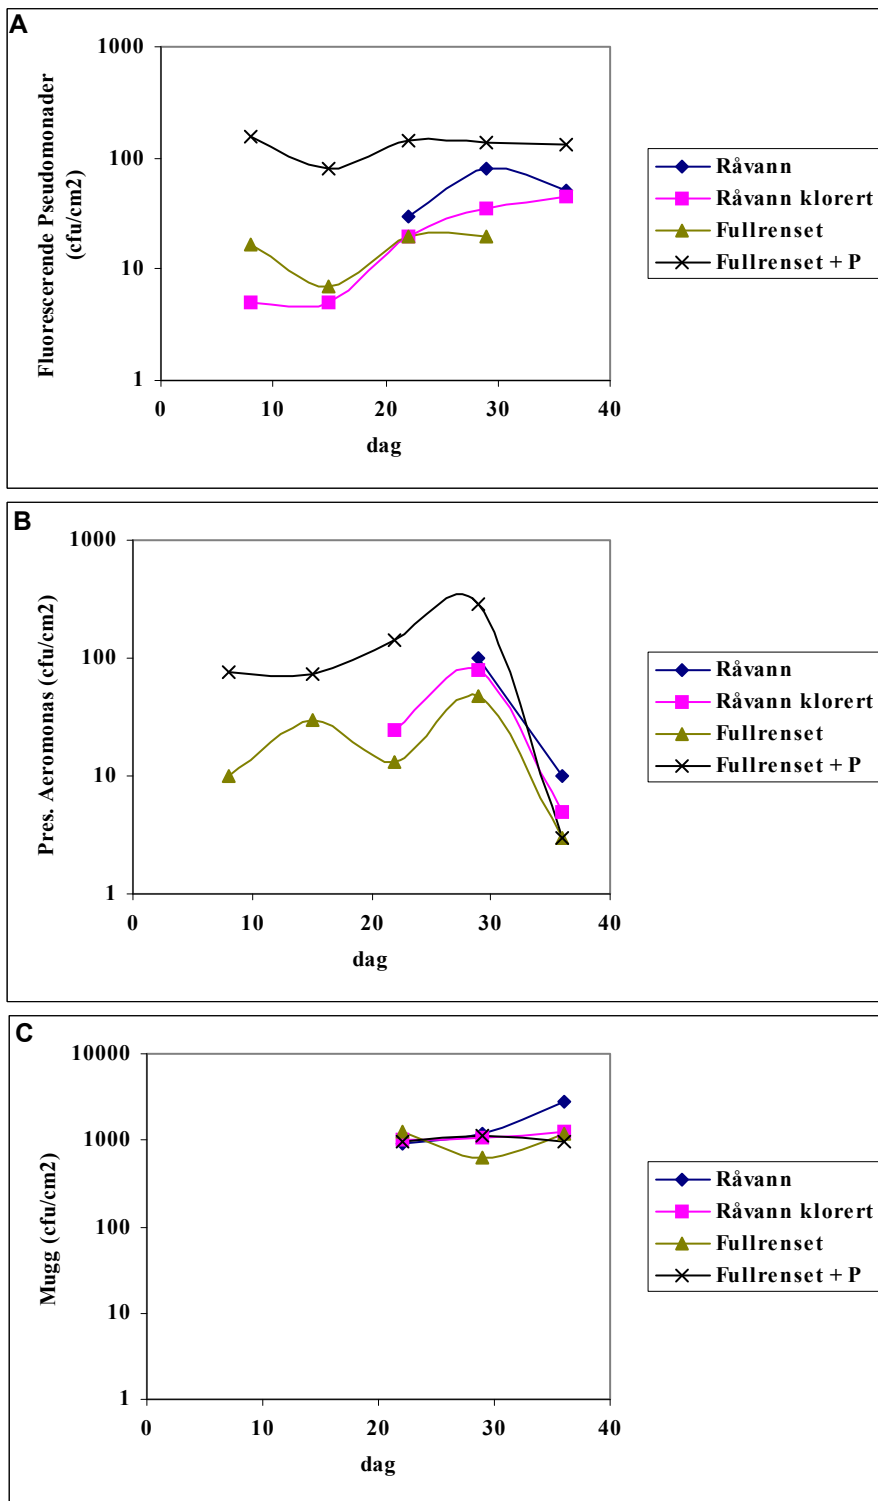 A
1000
100
10
1
0 10 20 30 40
dag
Fluorescerende Pseudomonader
(cfu/cm2)
Råvann
Råvann klorert
Fullrenset
Fullrenset + P
B
1000
100
10
1
0 10 20 30 40
dag
Pres. Aeromonas (cfu/cm2)
Råvann
Råvann klorert
Fullrenset
Fullrenset + P
C
10000
1000
100
10
1
0 10 20 30 40
dag
Mugg (cfu/cm2)
Råvann
Råvann klorert
Fullrenset
Fullrenset + P